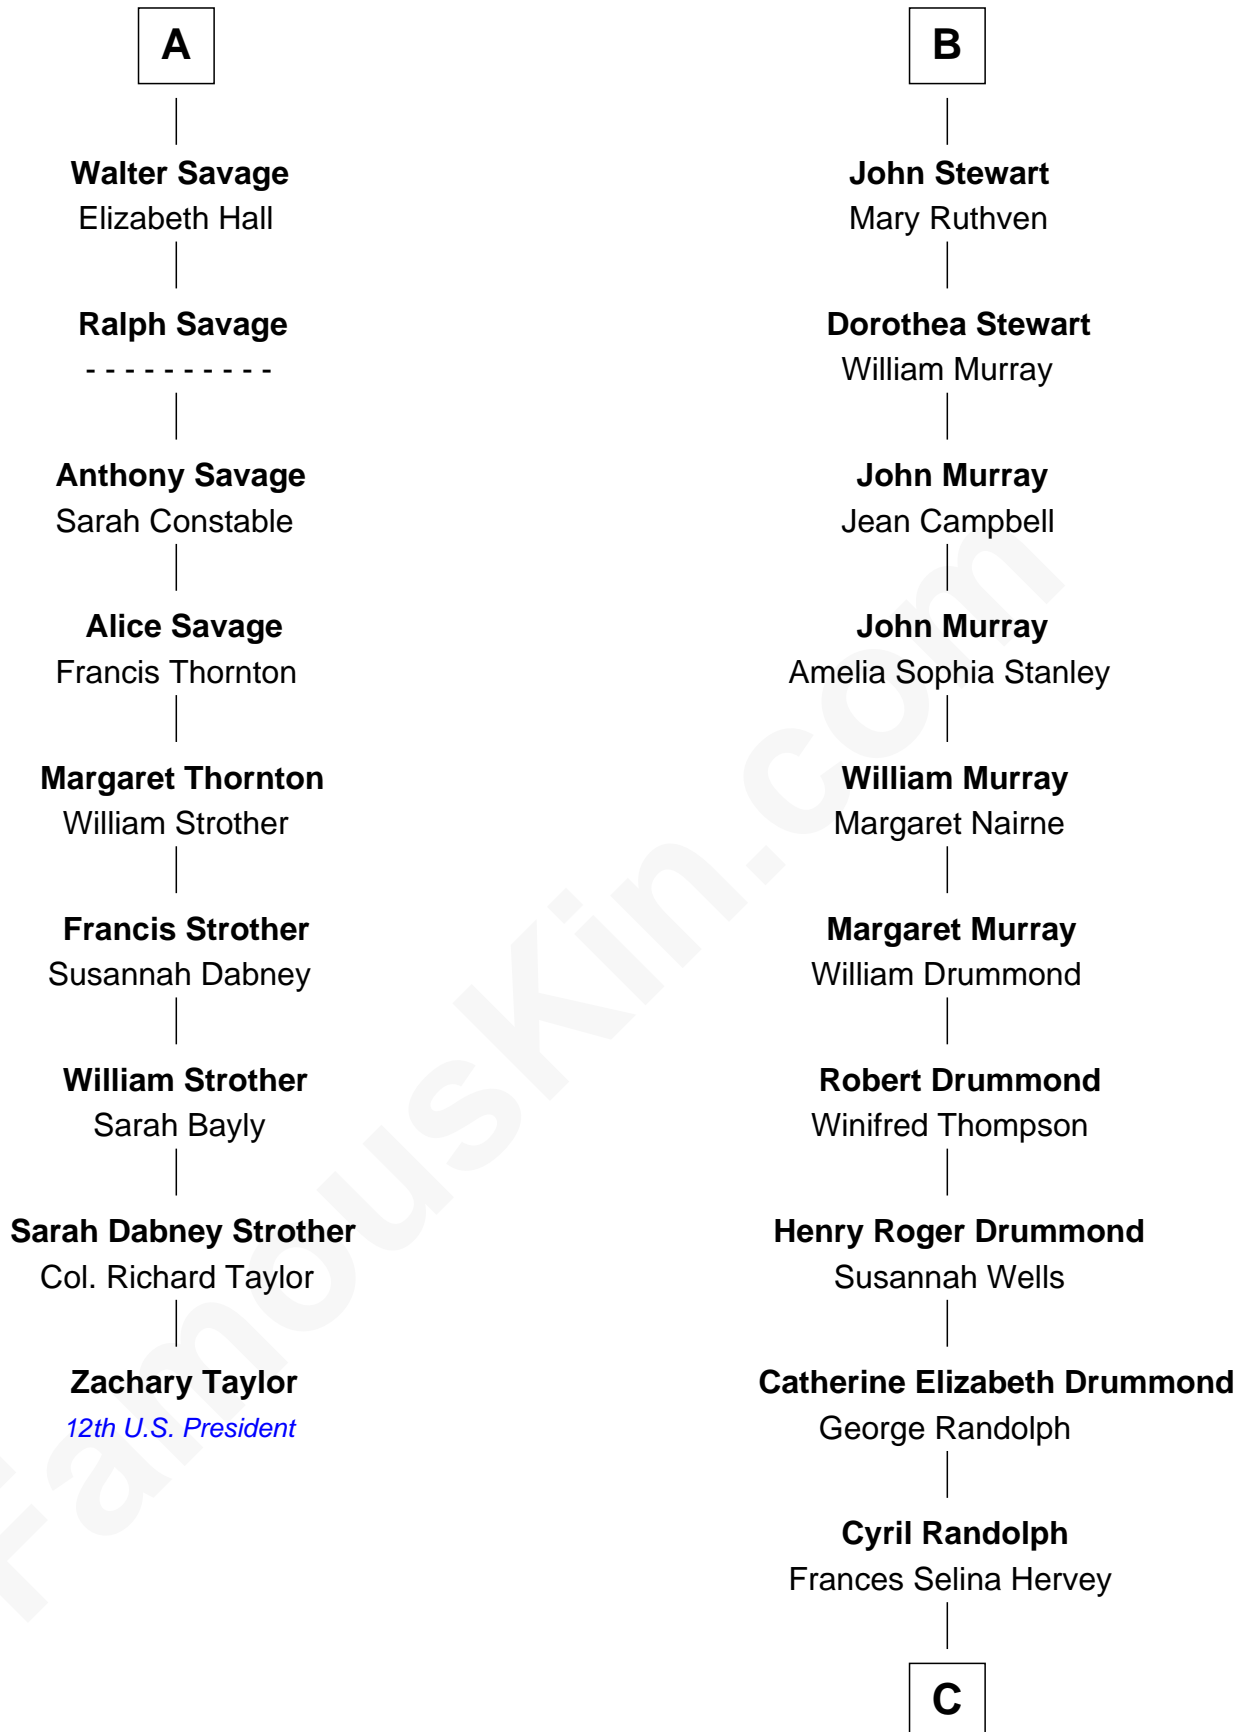 A
Walter Savage
Elizabeth Hall
Ralph Savage
- - - - - - - - - -
Anthony Savage
Sarah Constable
Alice Savage
Francis Thornton
Margaret Thornton
William Strother
Francis Strother
Susannah Dabney
William Strother
Sarah Bayly
Sarah Dabney Strother
Col. Richard Taylor
Zachary Taylor
12th U.S. President
B
John Stewart
Mary Ruthven
Dorothea Stewart
William Murray
John Murray
Jean Campbell
John Murray
Amelia Sophia Stanley
William Murray
Margaret Nairne
Margaret Murray
William Drummond
Robert Drummond
Winifred Thompson
Henry Roger Drummond
Susannah Wells
Catherine Elizabeth Drummond
George Randolph
Cyril Randolph
Frances Selina Hervey
C
FamousKin.com